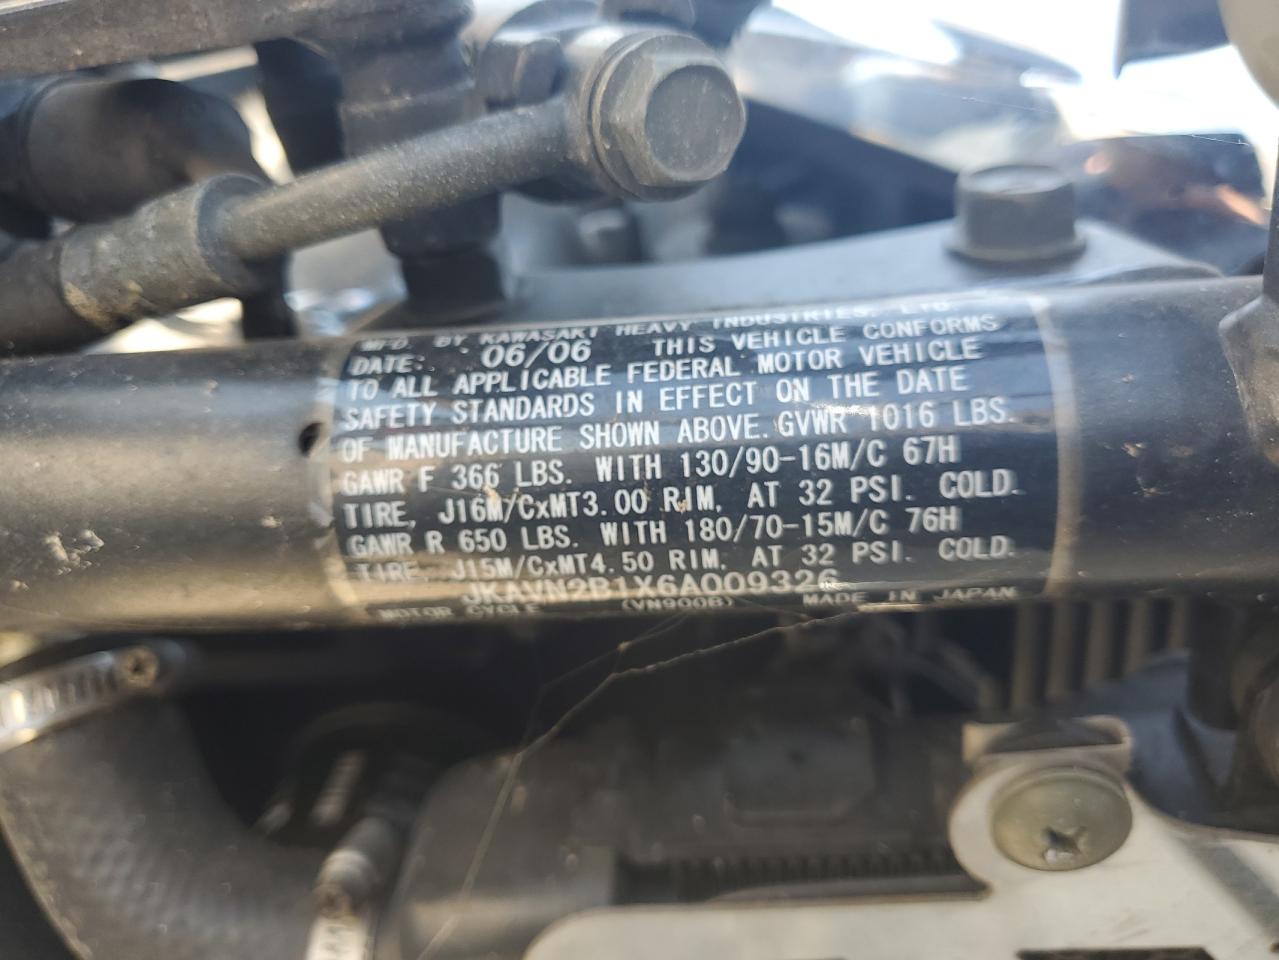 MFD. BY KAWASAKI HEAVY INDUSTRIES, LTD.
DATE: 06/06 THIS VEHICLE CONFORMS
TO ALL APPLICABLE FEDERAL MOTOR VEHICLE
SAFETY STANDARDS IN EFFECT ON THE DATE
OF MANUFACTURE SHOWN ABOVE. GVWR 1016 LBS.
GAWR F 366 LBS. WITH 130/90-16M/C 67H
TIRE, J16M/CxMT3.00 RIM, AT 32 PSI. COLD.
GAWR R 650 LBS. WITH 180/70-15M/C 76H
TIRE, J15M/CxMT4.50 RIM, AT 32 PSI. COLD.
JKAVN2B1X6A009326
MOTOR CYCLE (VN900B) MADE IN JAPAN